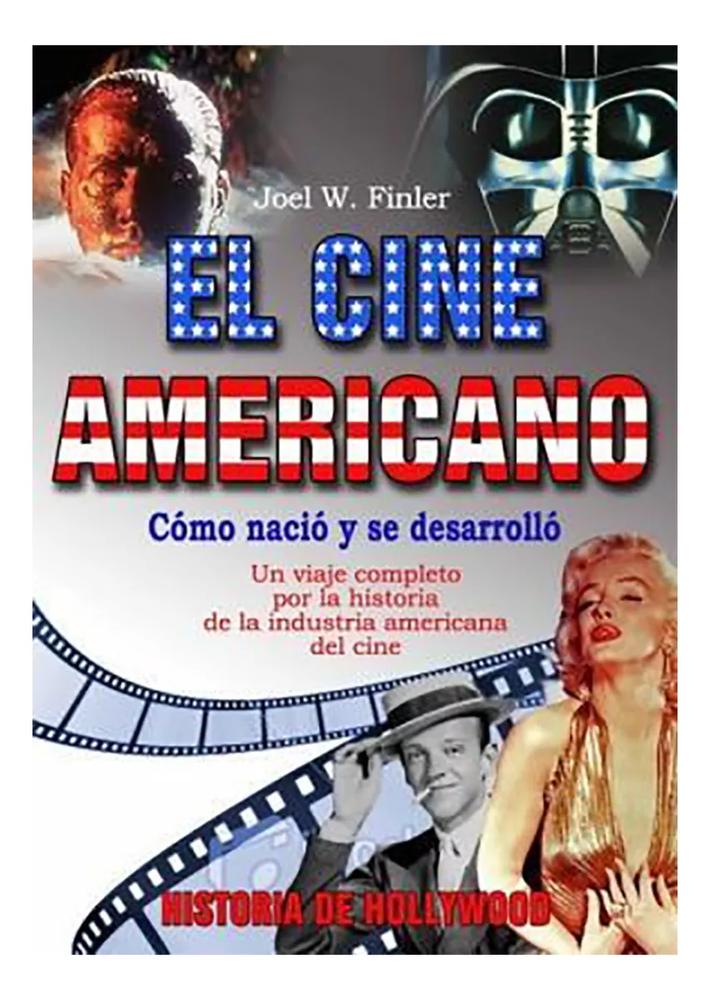 Joel W. Finler
EL CINE
AMERICANO
Cómo nació y se desarrolló
Un viaje completo
por la historia
de la industria americana
del cine
HISTORIA DE HOLLYWOOD